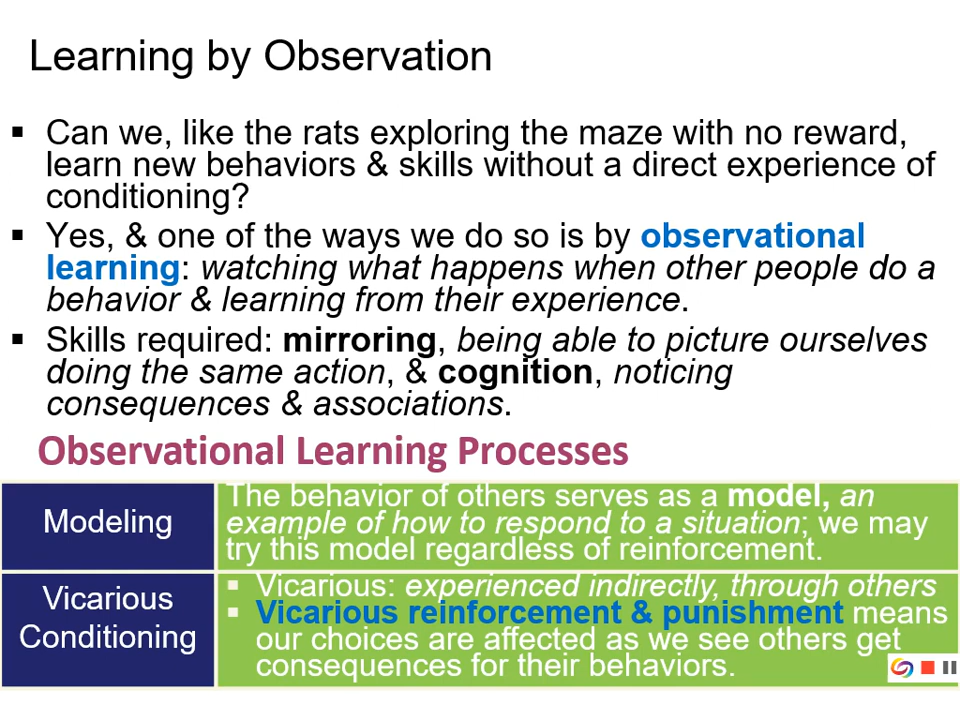 Learning by Observation
▪ Can we, like the rats exploring the maze with no reward,
learn new behaviors & skills without a direct experience of
conditioning?
▪ Yes, & one of the ways we do so is by observational
learning: watching what happens when other people do a
behavior & learning from their experience.
▪ Skills required: mirroring, being able to picture ourselves
doing the same action, & cognition, noticing
consequences & associations.
Observational Learning Processes
Modeling
The behavior of others serves as a model, an
example of how to respond to a situation; we may
try this model regardless of reinforcement.
Vicarious
Conditioning
▪ Vicarious: experienced indirectly, through others
▪ Vicarious reinforcement & punishment means
our choices are affected as we see others get
consequences for their behaviors.